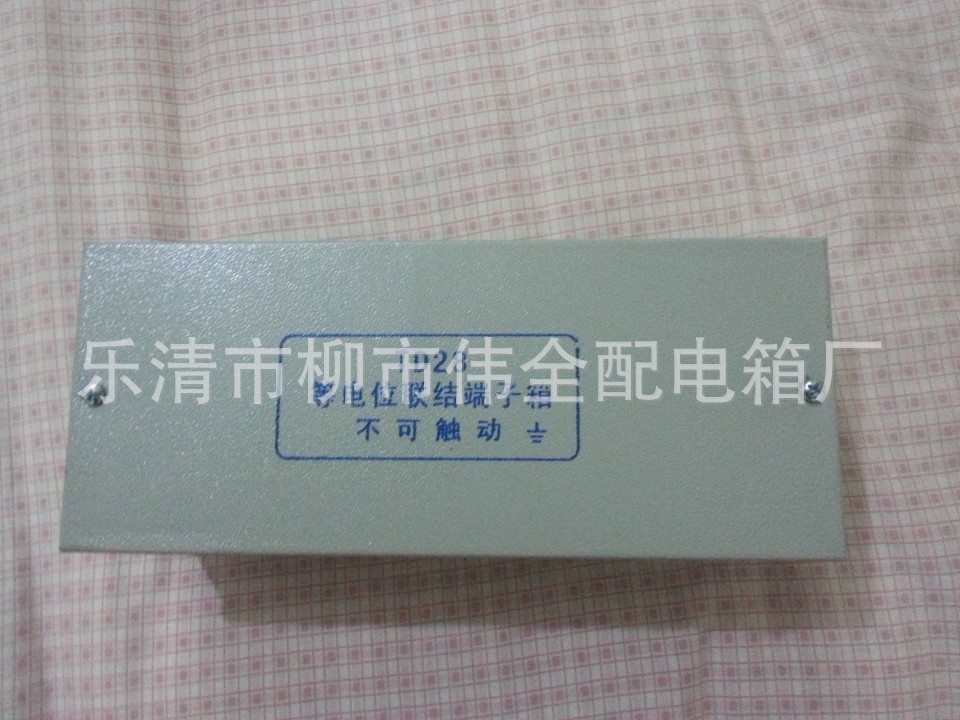 TD28
等电位联结端子箱
不可触动
乐清市柳市伟全配电箱厂